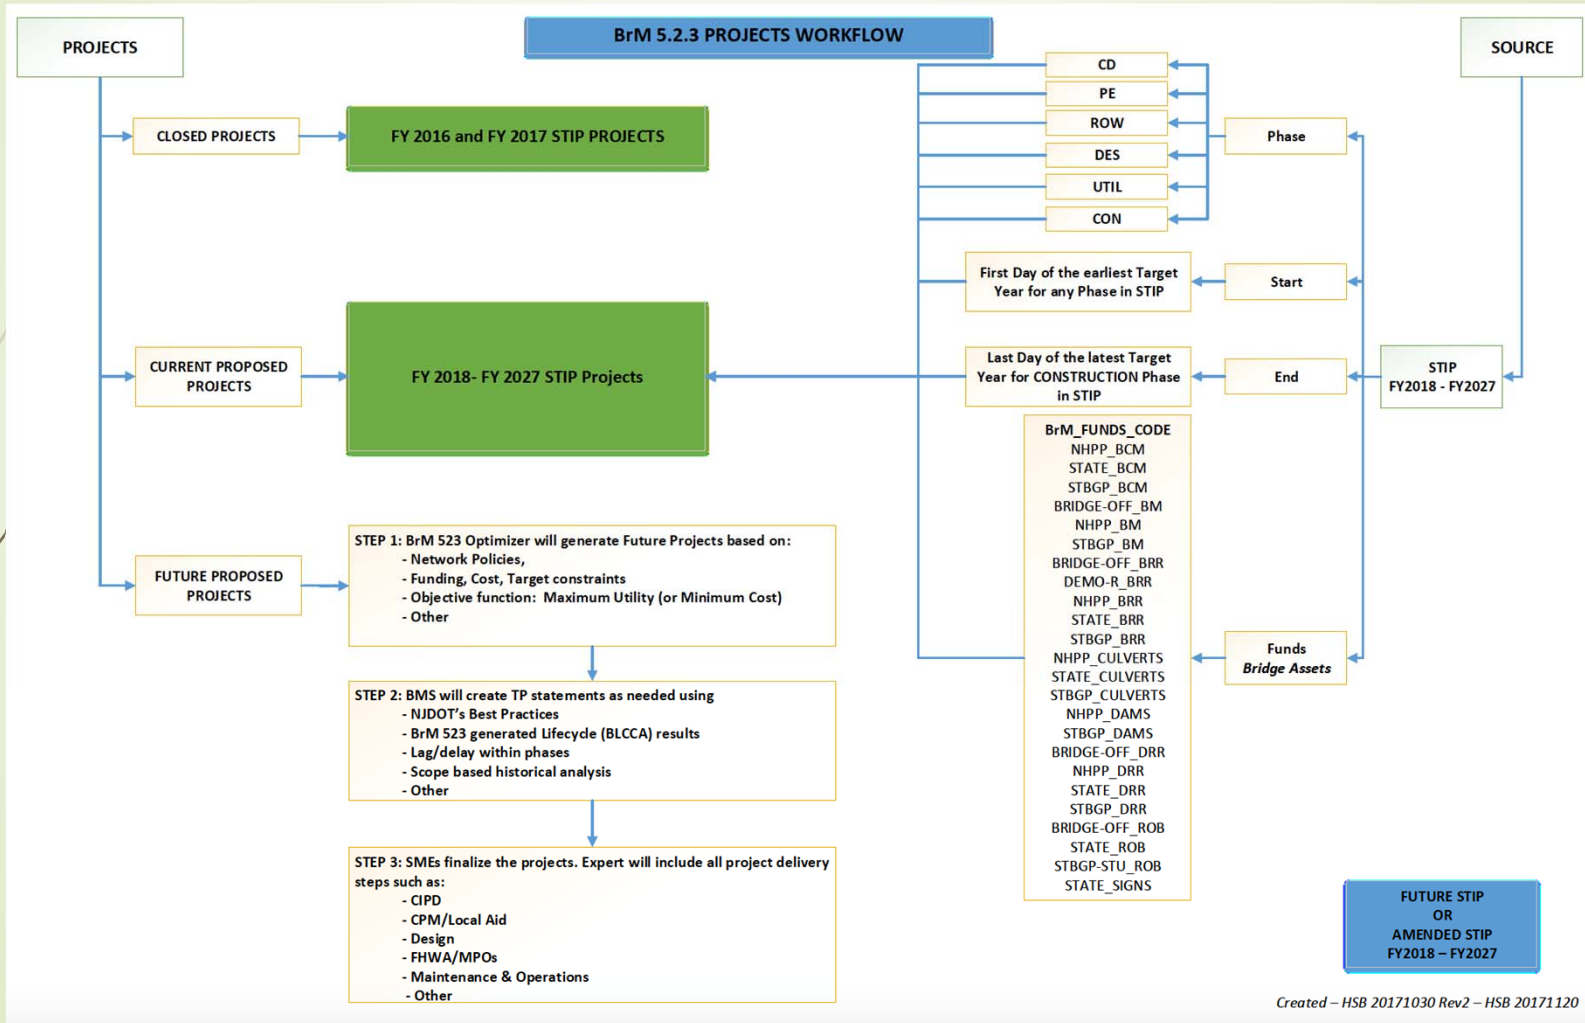 BrM 5.2.3 PROJECTS WORKFLOW
PROJECTS
SOURCE
CLOSED PROJECTS
FY 2016 and FY 2017 STIP PROJECTS
CURRENT PROPOSED
PROJECTS
FY 2018- FY 2027 STIP Projects
FUTURE PROPOSED
PROJECTS
STEP 1: BrM 523 Optimizer will generate Future Projects based on:
- Network Policies,
- Funding, Cost, Target constraints
- Objective function: Maximum Utility (or Minimum Cost)
- Other
STEP 2: BMS will create TP statements as needed using
- NJDOT's Best Practices
- BrM 523 generated Lifecycle (BLCCA) results
- Lag/delay within phases
- Scope based historical analysis
- Other
STEP 3: SMEs finalize the projects. Expert will include all project delivery
steps such as:
- CIPD
- CPM/Local Aid
- Design
- FHWA/MPOs
- Maintenance & Operations
- Other
CD
PE
ROW
DES
UTIL
CON
Phase
First Day of the earliest Target
Year for any Phase in STIP
Start
Last Day of the latest Target
Year for CONSTRUCTION Phase
in STIP
End
STIP
FY2018 - FY2027
BrM_FUNDS_CODE
NHPP_BCM
STATE_BCM
STBGP_BCM
BRIDGE-OFF_BM
NHPP_BM
STBGP_BM
BRIDGE-OFF_BRR
DEMO-R_BRR
NHPP_BRR
STATE_BRR
STBGP_BRR
NHPP_CULVERTS
STATE_CULVERTS
STBGP_CULVERTS
NHPP_DAMS
STBGP_DAMS
BRIDGE-OFF_DRR
NHPP_DRR
STATE_DRR
STBGP_DRR
BRIDGE-OFF_ROB
STATE_ROB
STBGP-STU_ROB
STATE_SIGNS
Funds
Bridge Assets
FUTURE STIP
OR
AMENDED STIP
FY2018 – FY2027
Created – HSB 20171030 Rev2 – HSB 20171120